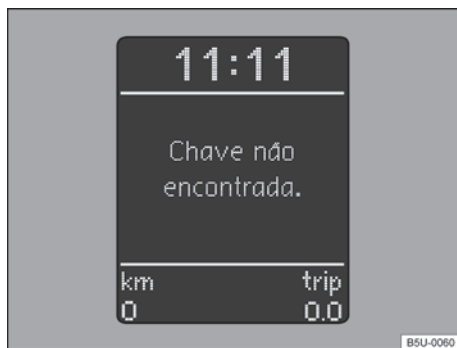 11:11
Chave não
encontrada.
km trip
0 0.0
B5U-0060